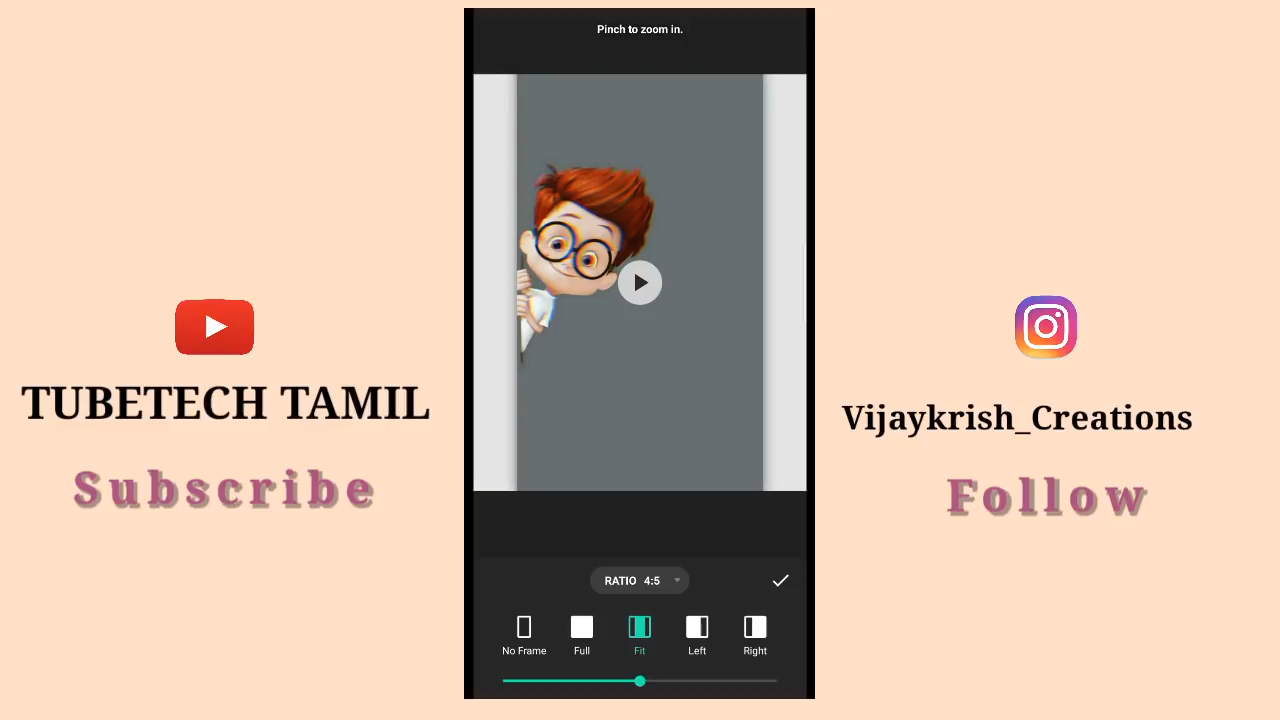 Pinch to zoom in.
TUBETECH TAMIL
Subscribe
Vijaykrish_Creations
Follow
RATIO 4:5
No Frame Full Fit Left Right